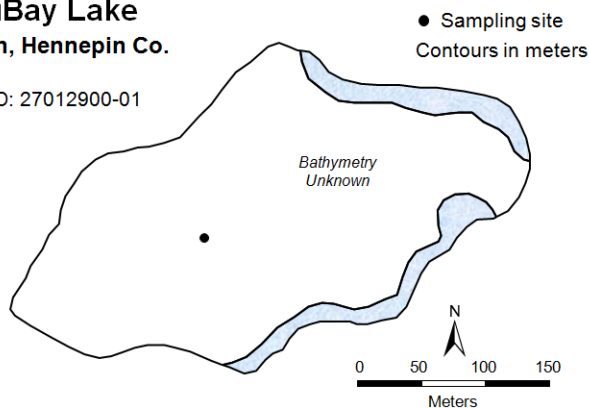 Bay Lake
, Hennepin Co.
: 27012900-01
Sampling site
Contours in meters
Bathymetry
Unknown
N
0 50 100 150
Meters